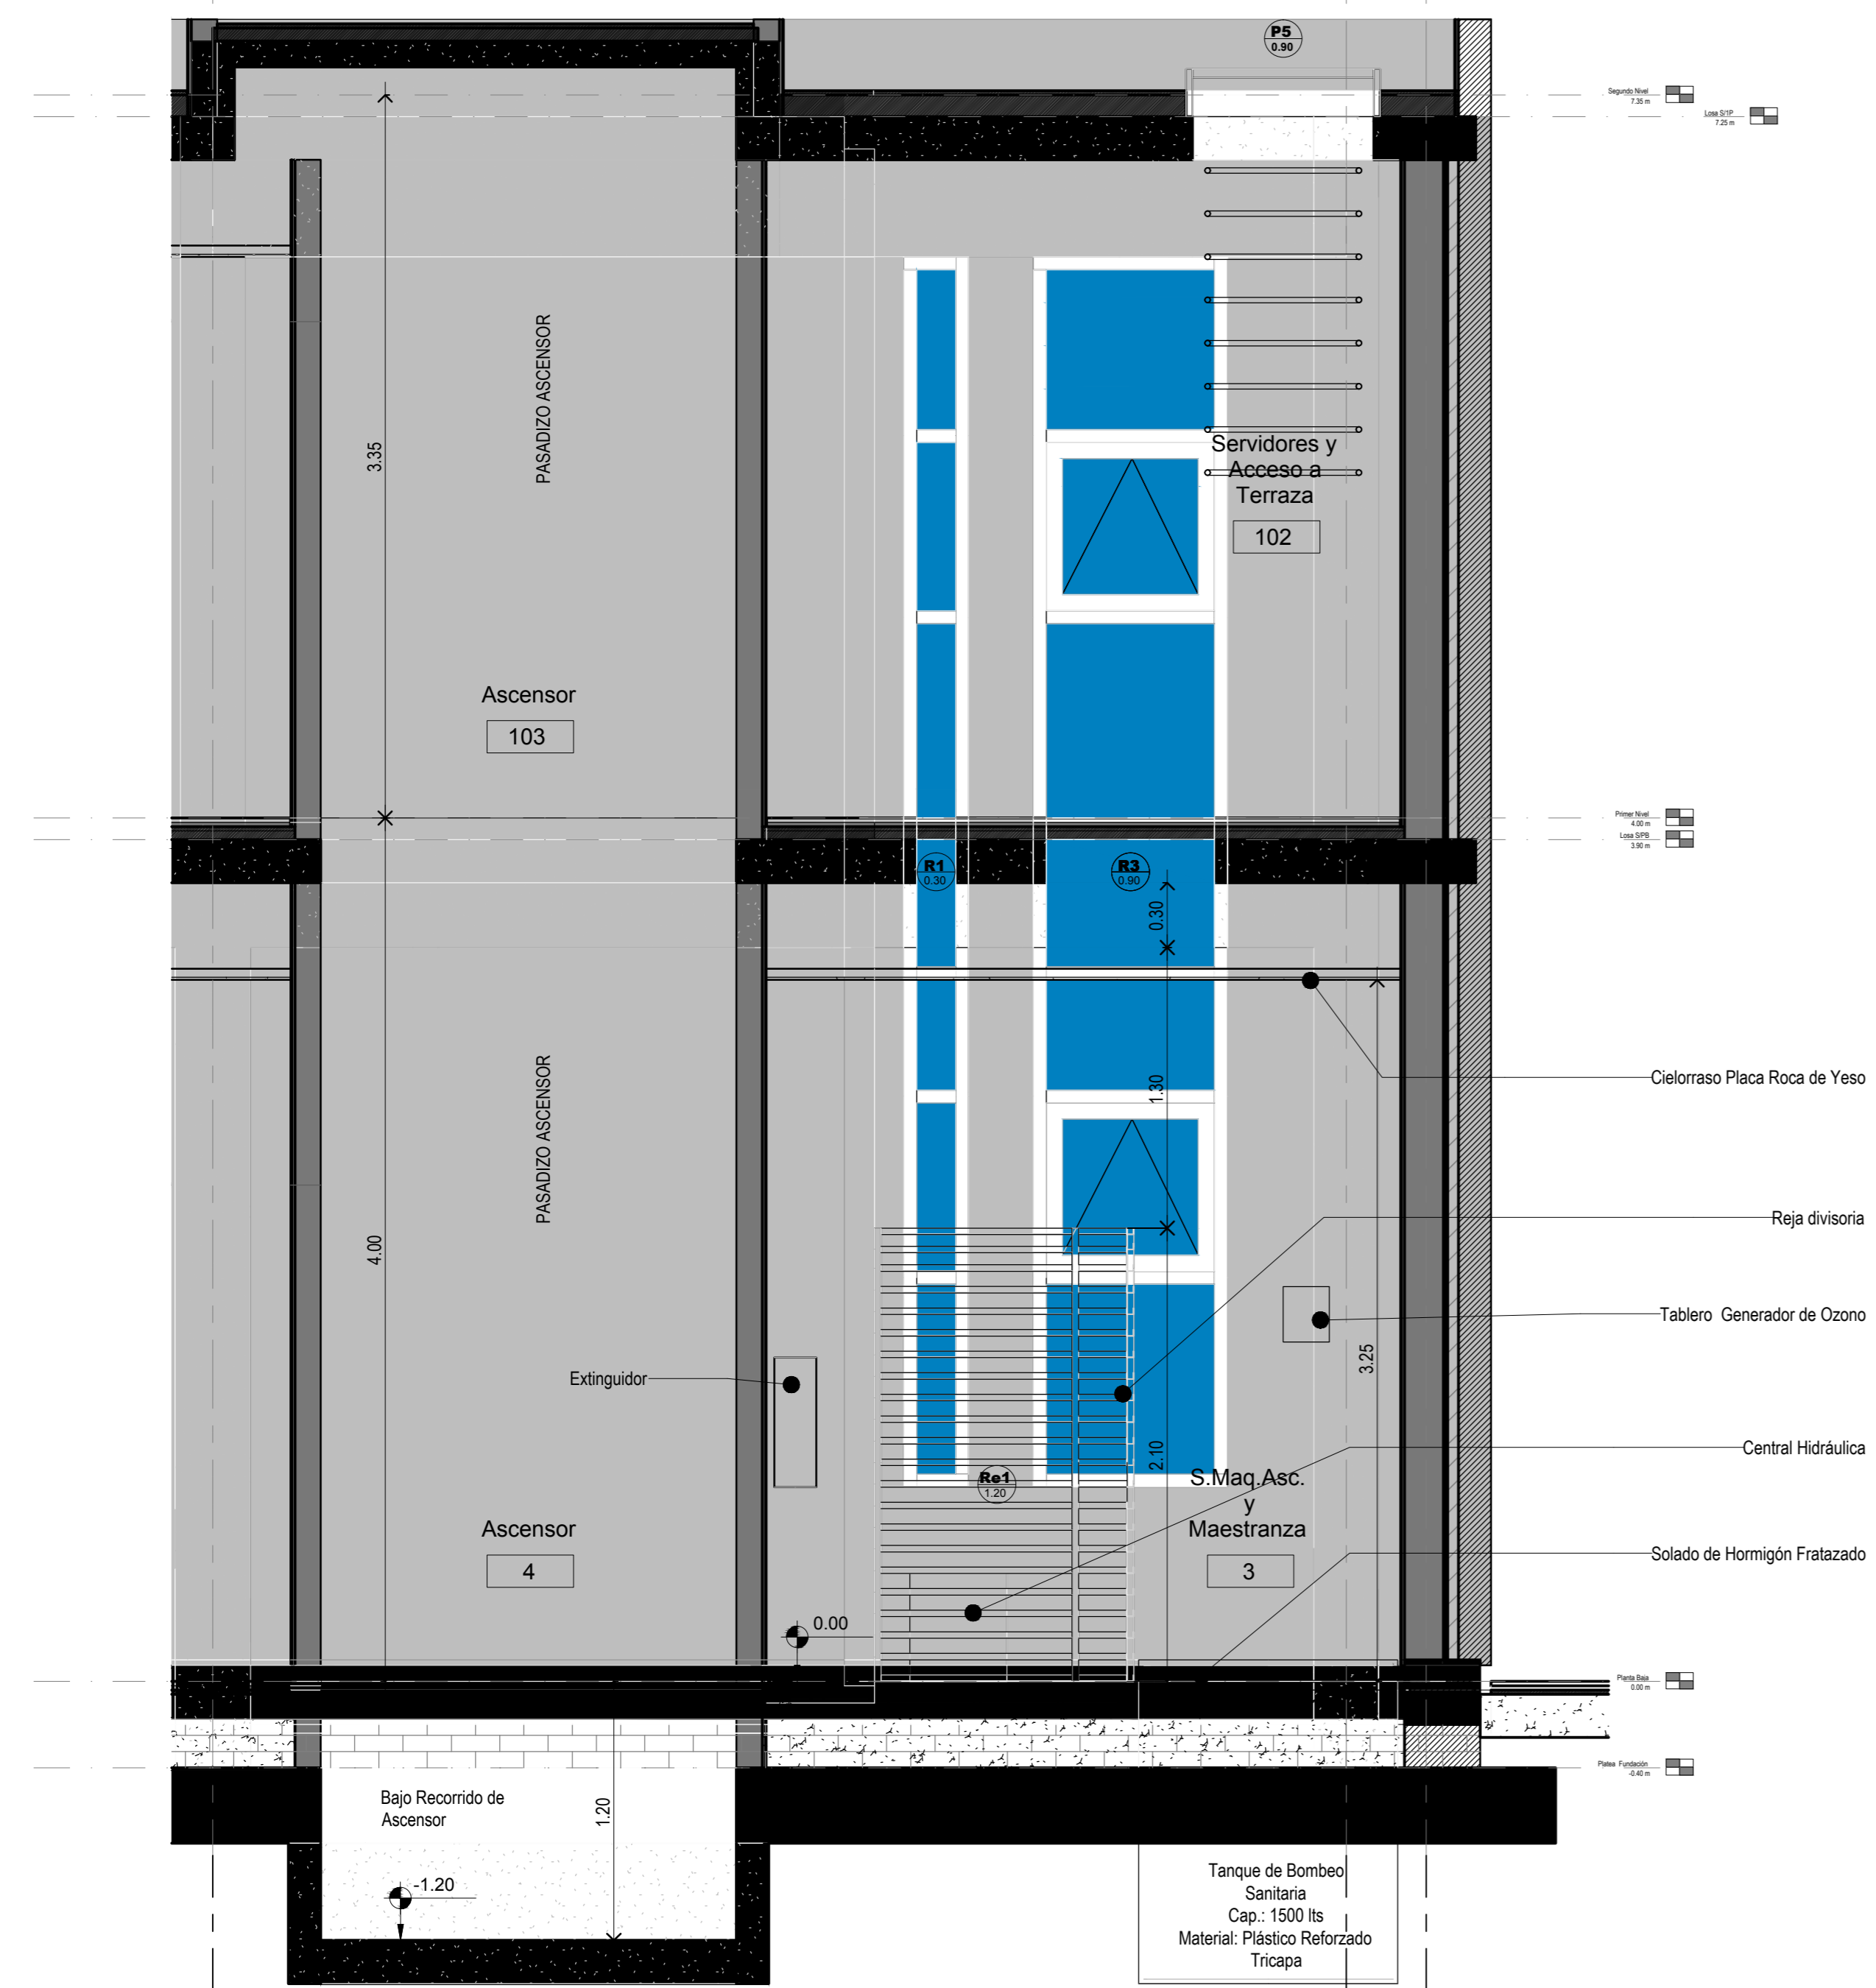 P5
0.90
Segundo Nivel
7.35 m
Losa S/1P
7.25 m
PASADIZO ASCENSOR
3.35
Servidores y
Acceso a
Terraza
102
Ascensor
103
Primer Nivel
4.00 m
Losa S/PB
3.90 m
R1
0.30
R3
0.90
0.30
Cielorraso Placa Roca de Yeso
1.30
PASADIZO ASCENSOR
4.00
Reja divisoria
Tablero Generador de Ozono
3.25
Extinguidor
Central Hidráulica
2.10
Re1
1.20
S.Maq.Asc.
y
Maestranza
3
Ascensor
4
Solado de Hormigón Fratazado
0.00
Planta Baja
0.00 m
Platea Fundación
-0.40 m
Bajo Recorrido de
Ascensor
1.20
-1.20
Tanque de Bombeo
Sanitaria
Cap.: 1500 lts
Material: Plástico Reforzado
Tricapa